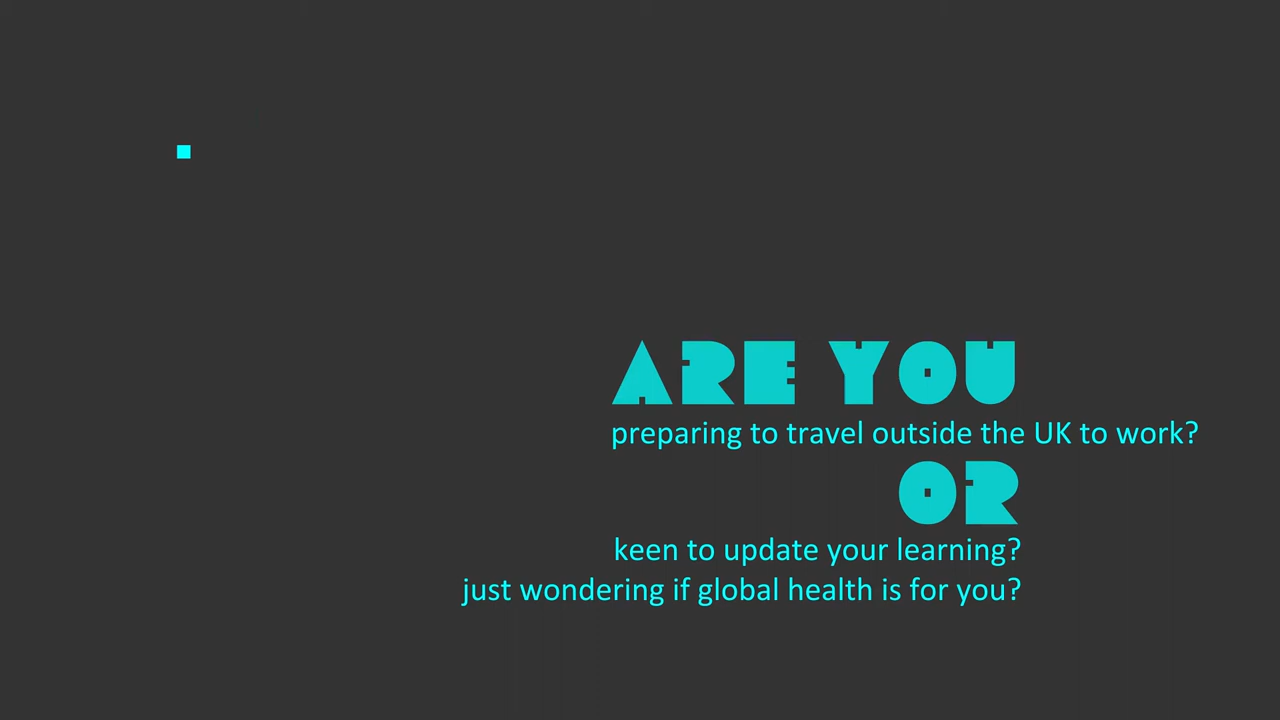 ARE YOU
preparing to travel outside the UK to work?
OR
keen to update your learning?
just wondering if global health is for you?